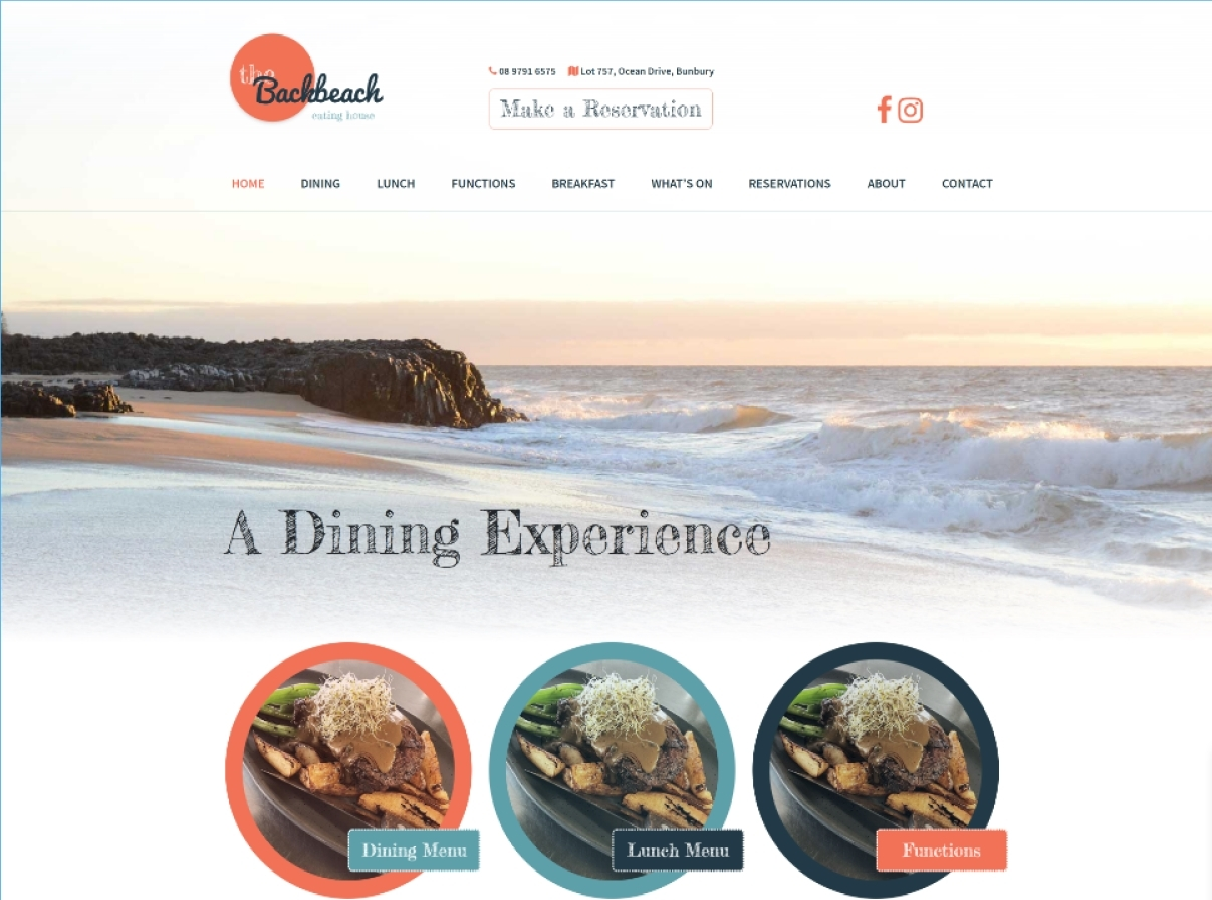 the
Backbeach
eating house
08 9791 6575 Lot 757, Ocean Drive, Bunbury
Make a Reservation
HOME DINING LUNCH FUNCTIONS BREAKFAST WHAT'S ON RESERVATIONS ABOUT CONTACT
A Dining Experience
Dining Menu Lunch Menu Functions